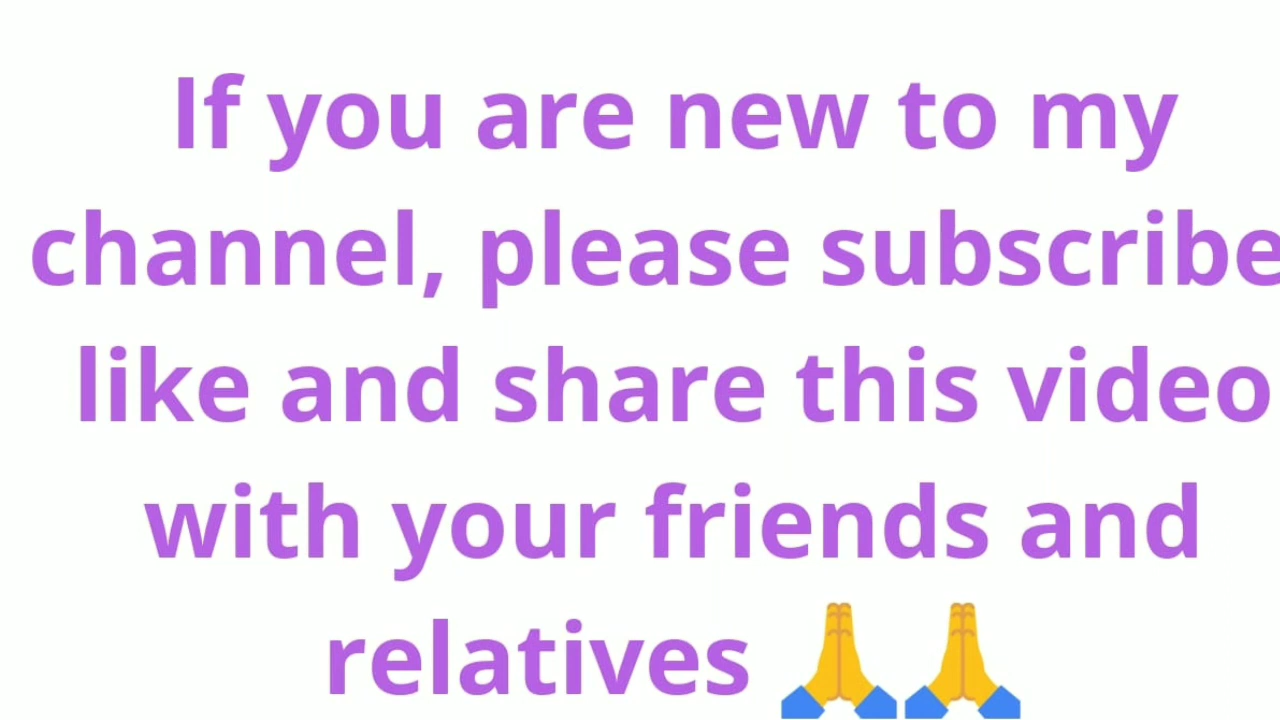 If you are new to my
channel, please subscribe
like and share this video
with your friends and
relatives 🙏🙏